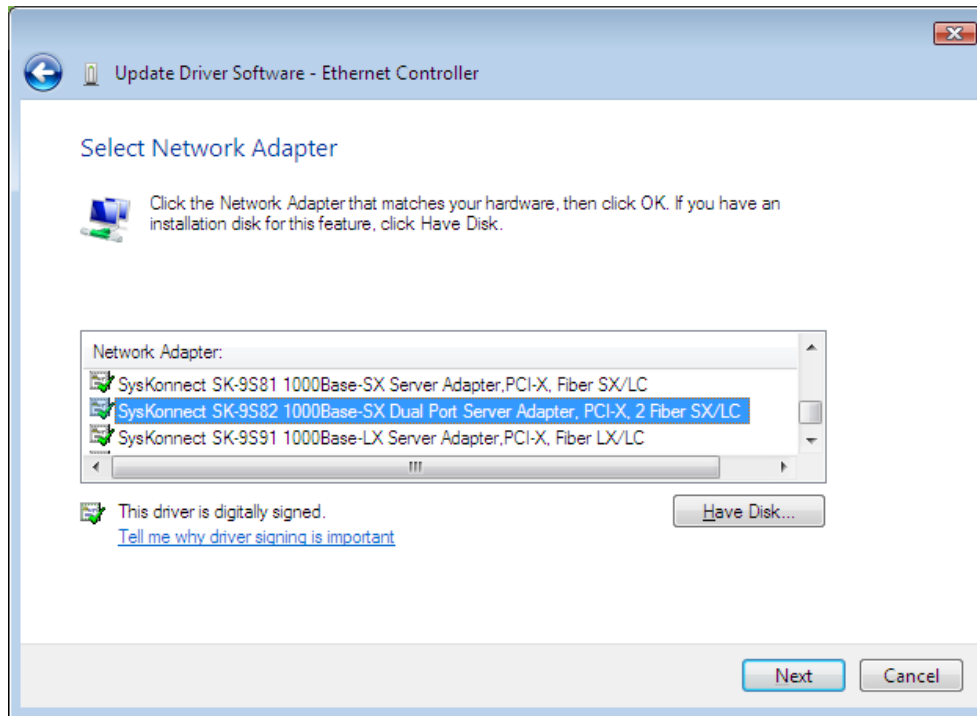 Update Driver Software - Ethernet Controller
Select Network Adapter
Click the Network Adapter that matches your hardware, then click OK. If you have an
installation disk for this feature, click Have Disk.
Network Adapter:
SysKonnect SK-9S81 1000Base-SX Server Adapter,PCI-X, Fiber SX/LC
SysKonnect SK-9S82 1000Base-SX Dual Port Server Adapter, PCI-X, 2 Fiber SX/LC
SysKonnect SK-9S91 1000Base-LX Server Adapter,PCI-X, Fiber LX/LC
This driver is digitally signed.
Have Disk...
Tell me why driver signing is important
Next
Cancel